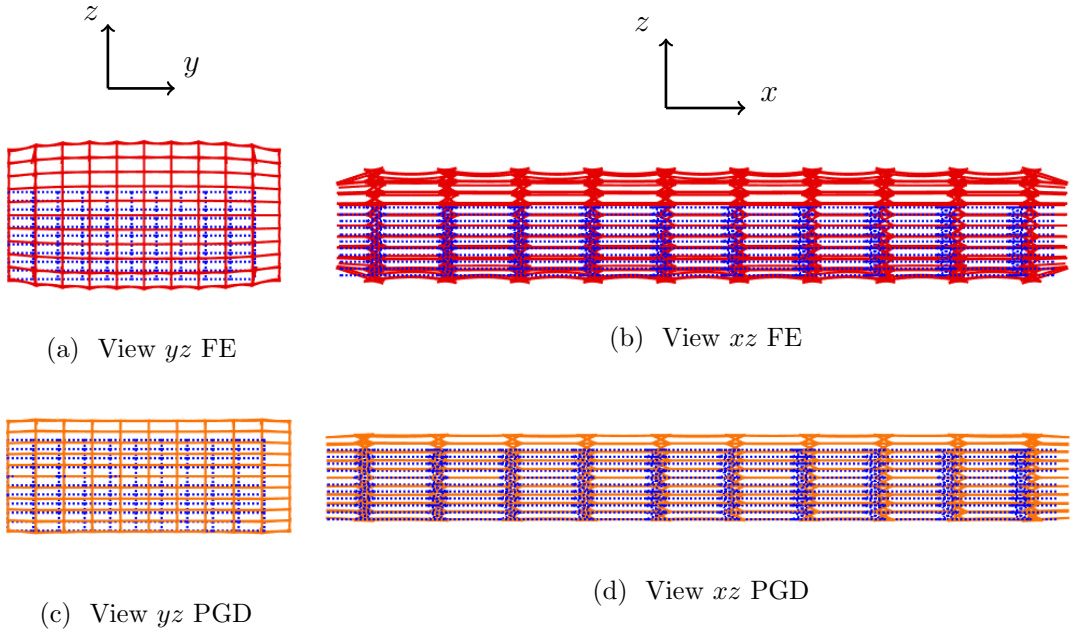 z
y
z
x
(a) View yz FE
(b) View xz FE
(c) View yz PGD
(d) View xz PGD